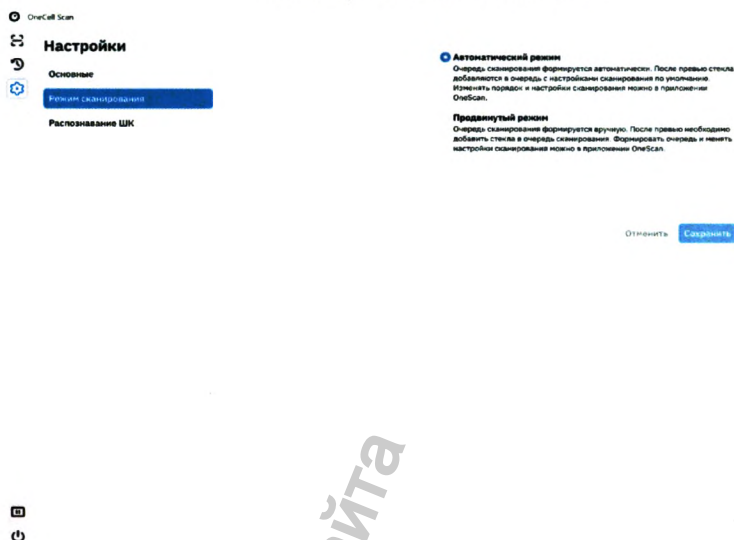 OneCell Scan
Настройки
Основные
Режим сканирования
Распознавание ШК
Автоматический режим
Очередь сканирования формируется автоматически. После превью стекла
добавляются в очередь с настройками сканирования по умолчанию.
Изменять порядок и настройки сканирования можно в приложении
OneScan.
Продвинутый режим
Очередь сканирования формируется вручную. После превью необходимо
добавить стекла в очередь сканирования. Формировать очередь и менять
настройки сканирования можно в приложении OneScan.
Отменить
Сохранить